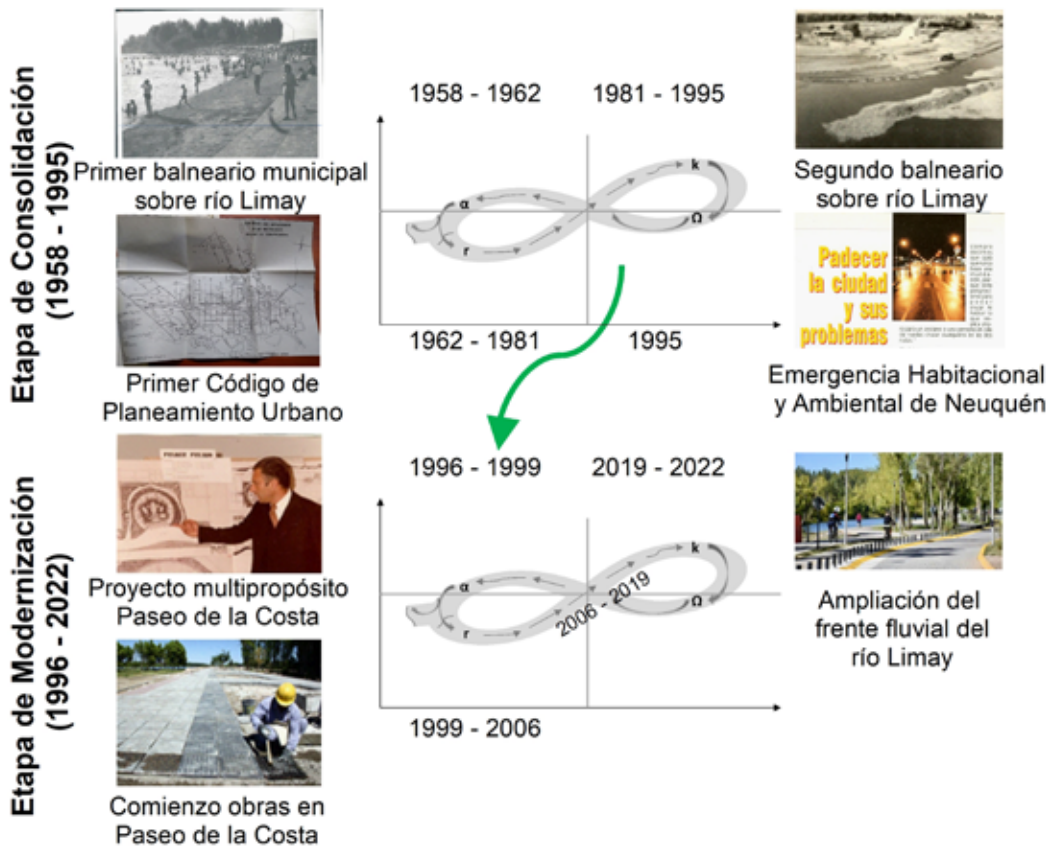 Etapa de Consolidación
(1958 - 1995)
Primer balneario municipal
sobre río Limay
Primer Código de
Planeamiento Urbano
1958 - 1962
1981 - 1995
α
k
r
Ω
1962 - 1981
1995
Segundo balneario
sobre río Limay
Padecer
la ciudad
y sus
problemas
Emergencia Habitacional
y Ambiental de Neuquén
Etapa de Modernización
(1996 - 2022)
Proyecto multipropósito
Paseo de la Costa
Comienzo obras en
Paseo de la Costa
1996 - 1999
2019 - 2022
α
k
r
Ω
2006 - 2019
1999 - 2006
Ampliación del
frente fluvial del
río Limay